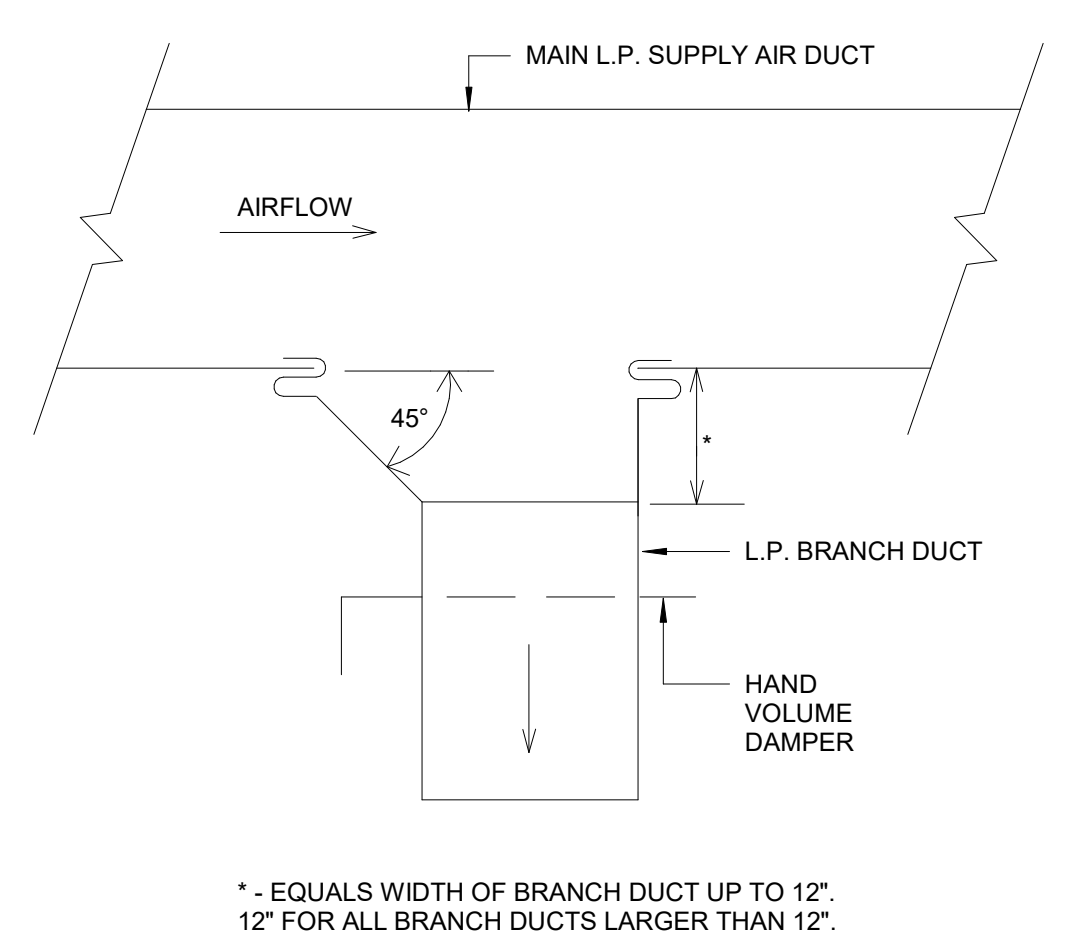 MAIN L.P. SUPPLY AIR DUCT
AIRFLOW
45°
*
L.P. BRANCH DUCT
HAND
VOLUME
DAMPER
* - EQUALS WIDTH OF BRANCH DUCT UP TO 12".
12" FOR ALL BRANCH DUCTS LARGER THAN 12".